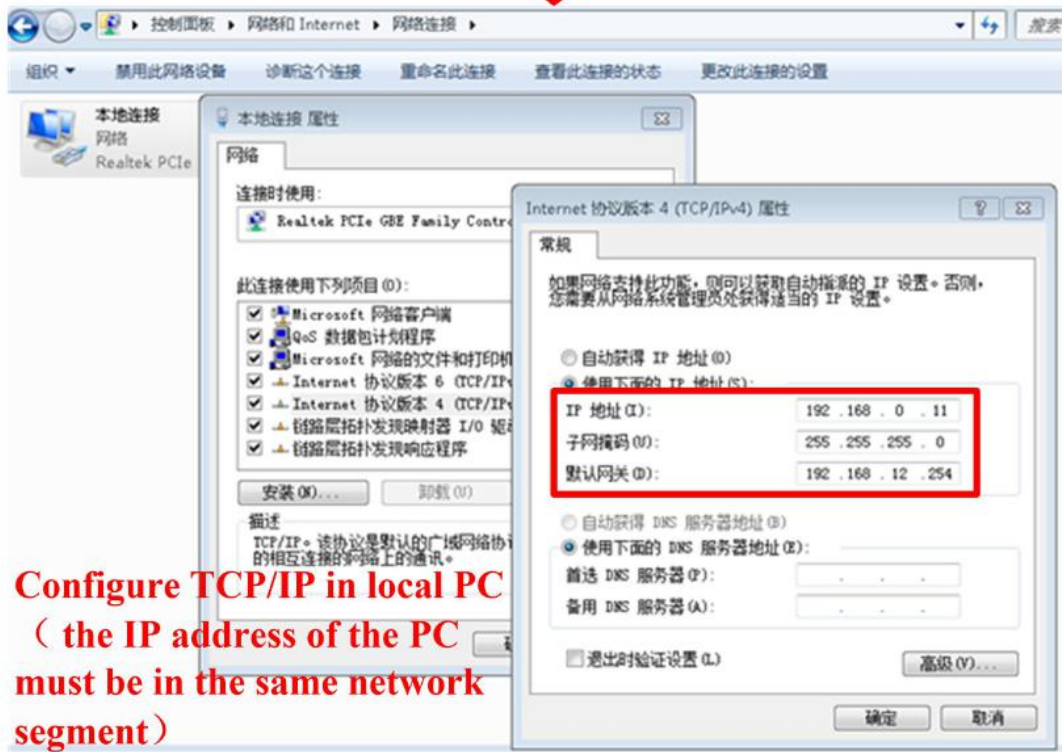 控制面板 ▸ 网络和 Internet ▸ 网络连接 ▸
组织 禁用此网络设备 诊断这个连接 重命名此连接 查看此连接的状态 更改此连接的设置
本地连接
网络
Realtek PCIe
本地连接 属性
网络
连接时使用:
Realtek PCIe GBE Family Contro
此连接使用下列项目(O):
Microsoft 网络客户端
QoS 数据包计划程序
Microsoft 网络的文件和打印机
Internet 协议版本 6 (TCP/IPv
Internet 协议版本 4 (TCP/IPv
链路层拓扑发现映射器 I/O 驱动
链路层拓扑发现响应程序
安装(N)... 卸载(U)
描述
TCP/IP。该协议是默认的广域网络协议
的相互连接的网络上的通讯。
Internet 协议版本 4 (TCP/IPv4) 属性
常规
如果网络支持此功能，则可以获取自动指派的 IP 设置。否则，
您需要从网络系统管理员处获得适当的 IP 设置。
自动获得 IP 地址(O)
使用下面的 IP 地址(S):
IP 地址(I): 192 .168 . 0 . 11
子网掩码(U): 255 .255 .255 . 0
默认网关(D): 192 .168 . 12 .254
自动获得 DNS 服务器地址(B)
使用下面的 DNS 服务器地址(E):
首选 DNS 服务器(P): . . .
备用 DNS 服务器(A): . . .
退出时验证设置(L)
高级(V)...
确定 取消
Configure TCP/IP in local PC
（ the IP address of the PC
must be in the same network
segment）